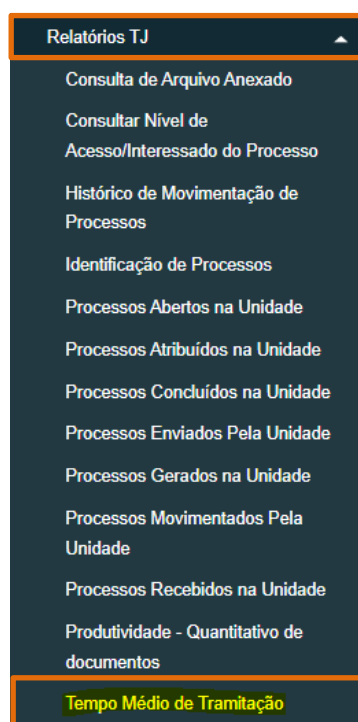 Relatórios TJ
Consulta de Arquivo Anexado
Consultar Nível de
Acesso/Interessado do Processo
Histórico de Movimentação de
Processos
Identificação de Processos
Processos Abertos na Unidade
Processos Atribuídos na Unidade
Processos Concluídos na Unidade
Processos Enviados Pela Unidade
Processos Gerados na Unidade
Processos Movimentados Pela
Unidade
Processos Recebidos na Unidade
Produtividade - Quantitativo de
documentos
Tempo Médio de Tramitação